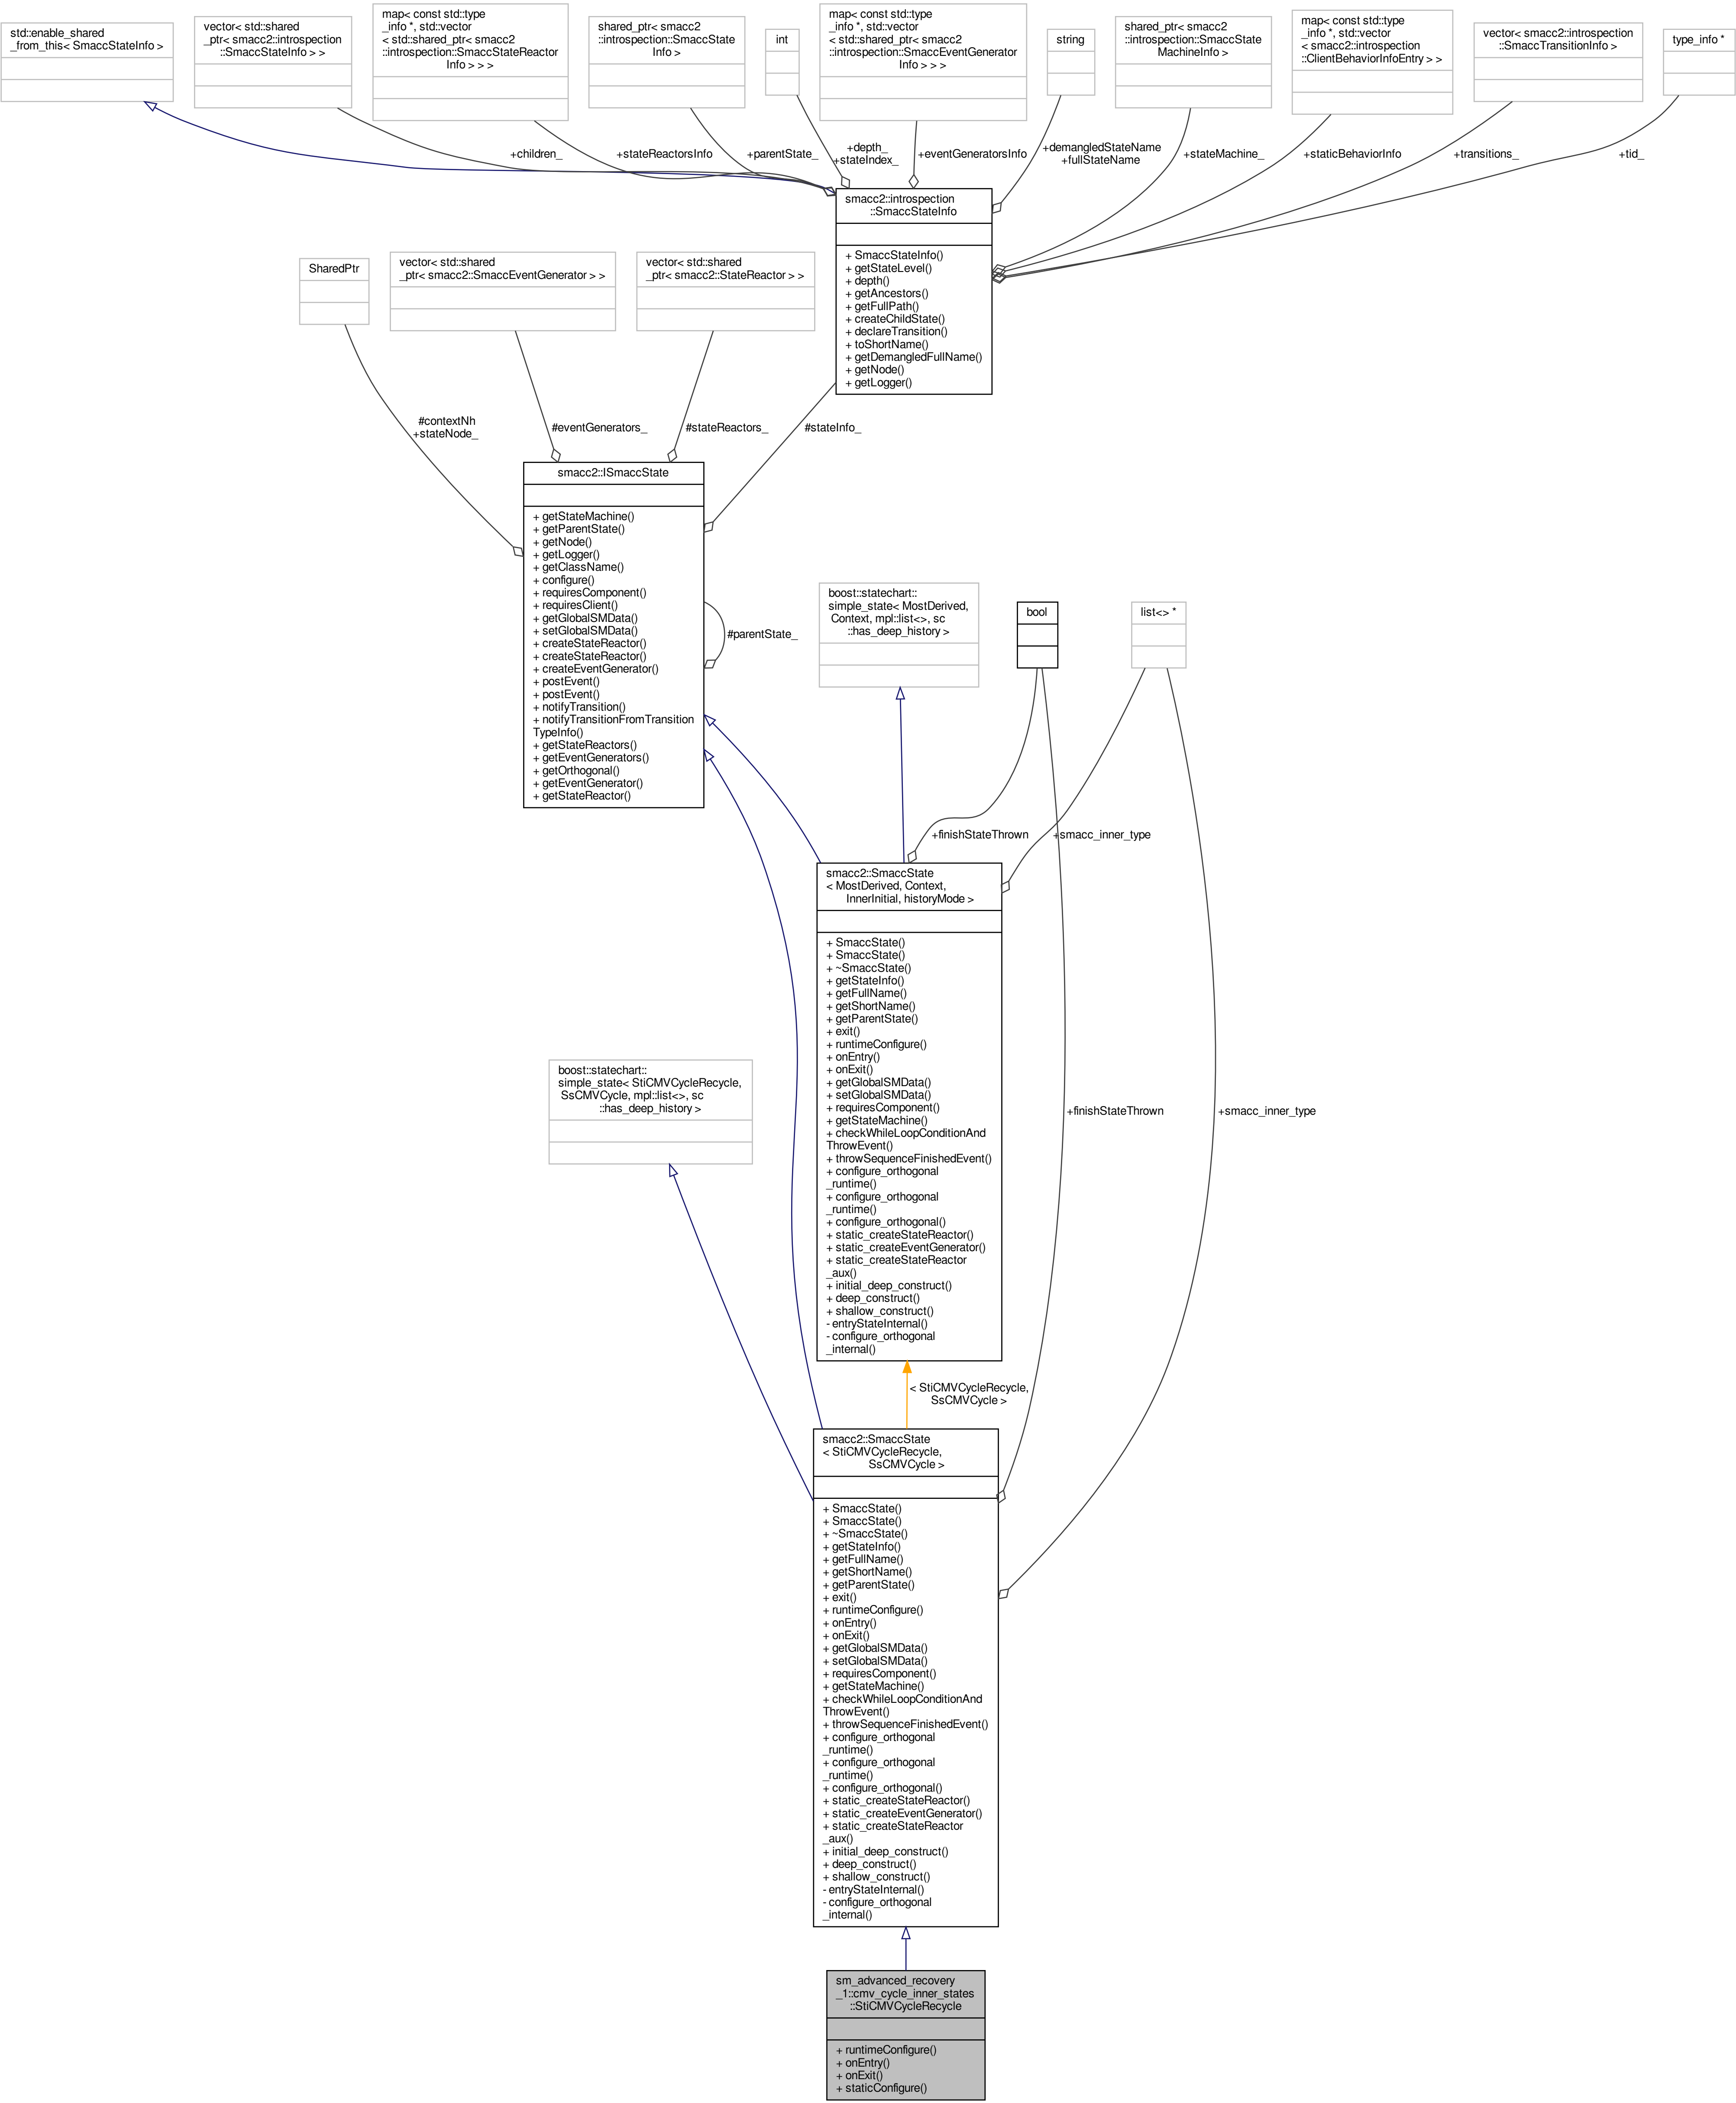 std::enable_shared
_from_this< SmaccStateInfo >
vector< std::shared
_ptr< smacc2::introspection
::SmaccStateInfo > >
map< const std::type
_info *, std::vector
< std::shared_ptr< smacc2
::introspection::SmaccStateReactor
Info > > >
shared_ptr< smacc2
::introspection::SmaccState
Info >
int
map< const std::type
_info *, std::vector
< std::shared_ptr< smacc2
::introspection::SmaccEventGenerator
Info > > >
string
shared_ptr< smacc2
::introspection::SmaccState
MachineInfo >
map< const std::type
_info *, std::vector
< smacc2::introspection
::ClientBehaviorInfoEntry > >
vector< smacc2::introspection
::SmaccTransitionInfo >
type_info *
+children_
+stateReactorsInfo
+parentState_
+depth_
+stateIndex_
+eventGeneratorsInfo
+demangledStateName
+fullStateName
+stateMachine_
+staticBehaviorInfo
+transitions_
+tid_
smacc2::introspection
::SmaccStateInfo
+ SmaccStateInfo()
+ getStateLevel()
+ depth()
+ getAncestors()
+ getFullPath()
+ createChildState()
+ declareTransition()
+ toShortName()
+ getDemangledFullName()
+ getNode()
+ getLogger()
SharedPtr
vector< std::shared
_ptr< smacc2::SmaccEventGenerator > >
vector< std::shared
_ptr< smacc2::StateReactor > >
#contextNh
+stateNode_
#eventGenerators_
#stateReactors_
#stateInfo_
smacc2::ISmaccState
+ getStateMachine()
+ getParentState()
+ getNode()
+ getLogger()
+ getClassName()
+ configure()
+ requiresComponent()
+ requiresClient()
+ getGlobalSMData()
+ setGlobalSMData()
+ createStateReactor()
+ createStateReactor()
+ createEventGenerator()
+ postEvent()
+ postEvent()
+ notifyTransition()
+ notifyTransitionFromTransition
TypeInfo()
+ getStateReactors()
+ getEventGenerators()
+ getOrthogonal()
+ getEventGenerator()
+ getStateReactor()
#parentState_
boost::statechart::
simple_state< MostDerived,
Context, mpl::list<>, sc
::has_deep_history >
bool
list<> *
+finishStateThrown
+smacc_inner_type
smacc2::SmaccState
< MostDerived, Context,
InnerInitial, historyMode >
+ SmaccState()
+ SmaccState()
+ ~SmaccState()
+ getStateInfo()
+ getFullName()
+ getShortName()
+ getParentState()
+ exit()
+ runtimeConfigure()
+ onEntry()
+ onExit()
+ getGlobalSMData()
+ setGlobalSMData()
+ requiresComponent()
+ getStateMachine()
+ checkWhileLoopConditionAnd
ThrowEvent()
+ throwSequenceFinishedEvent()
+ configure_orthogonal
_runtime()
+ configure_orthogonal
_runtime()
+ configure_orthogonal()
+ static_createStateReactor()
+ static_createEventGenerator()
+ static_createStateReactor
_aux()
+ initial_deep_construct()
+ deep_construct()
+ shallow_construct()
- entryStateInternal()
- configure_orthogonal
_internal()
boost::statechart::
simple_state< StiCMVCycleRecycle,
SsCMVCycle, mpl::list<>, sc
::has_deep_history >
+finishStateThrown
+smacc_inner_type
< StiCMVCycleRecycle,
SsCMVCycle >
smacc2::SmaccState
< StiCMVCycleRecycle,
SsCMVCycle >
+ SmaccState()
+ SmaccState()
+ ~SmaccState()
+ getStateInfo()
+ getFullName()
+ getShortName()
+ getParentState()
+ exit()
+ runtimeConfigure()
+ onEntry()
+ onExit()
+ getGlobalSMData()
+ setGlobalSMData()
+ requiresComponent()
+ getStateMachine()
+ checkWhileLoopConditionAnd
ThrowEvent()
+ throwSequenceFinishedEvent()
+ configure_orthogonal
_runtime()
+ configure_orthogonal
_runtime()
+ configure_orthogonal()
+ static_createStateReactor()
+ static_createEventGenerator()
+ static_createStateReactor
_aux()
+ initial_deep_construct()
+ deep_construct()
+ shallow_construct()
- entryStateInternal()
- configure_orthogonal
_internal()
sm_advanced_recovery
_1::cmv_cycle_inner_states
::StiCMVCycleRecycle
+ runtimeConfigure()
+ onEntry()
+ onExit()
+ staticConfigure()